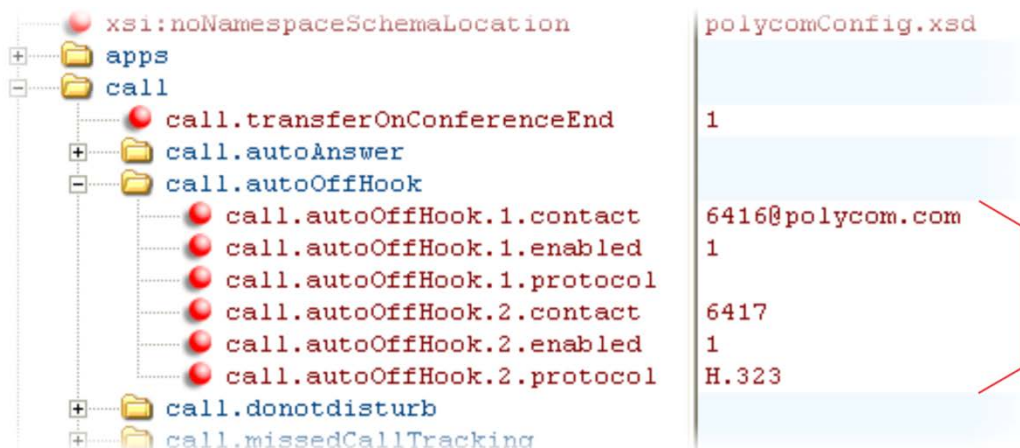 xsi:noNamespaceSchemaLocation polycomConfig.xsd
apps
call
call.transferOnConferenceEnd 1
call.autoAnswer
call.autoOffHook
call.autoOffHook.1.contact 6416@polycom.com
call.autoOffHook.1.enabled 1
call.autoOffHook.1.protocol
call.autoOffHook.2.contact 6417
call.autoOffHook.2.enabled 1
call.autoOffHook.2.protocol H.323
call.donotdisturb
call.missedCallTracking